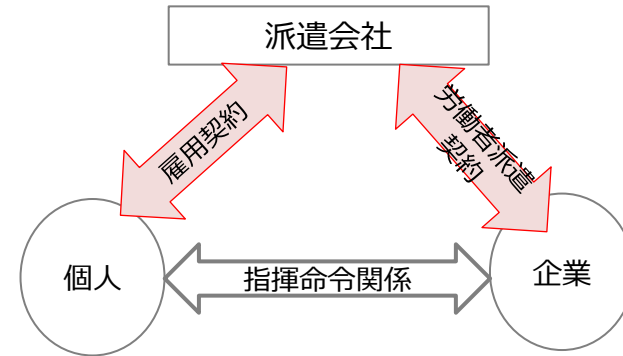 派遣会社
雇用契約
労働者派遣
契約
個人
指揮命令関係
企業